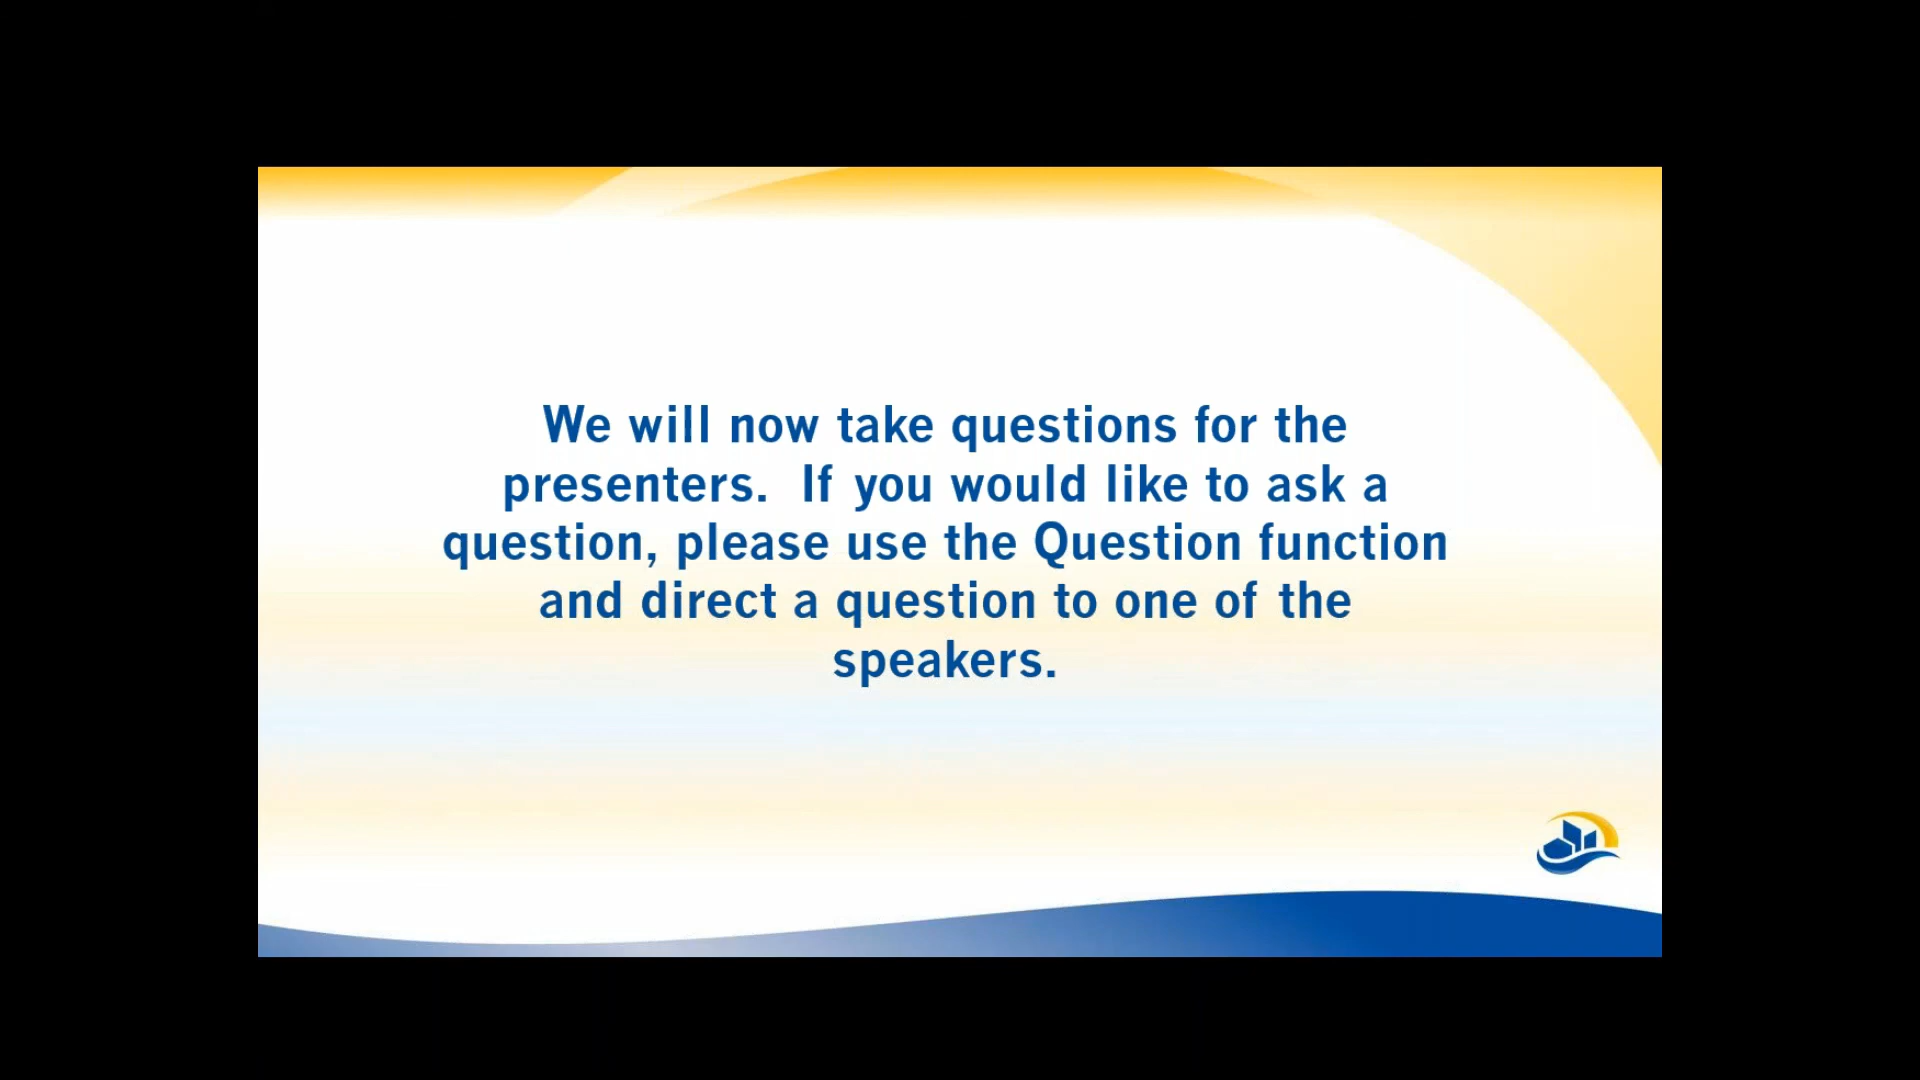 We will now take questions for the
presenters.  If you would like to ask a
question, please use the Question function
and direct a question to one of the
speakers.